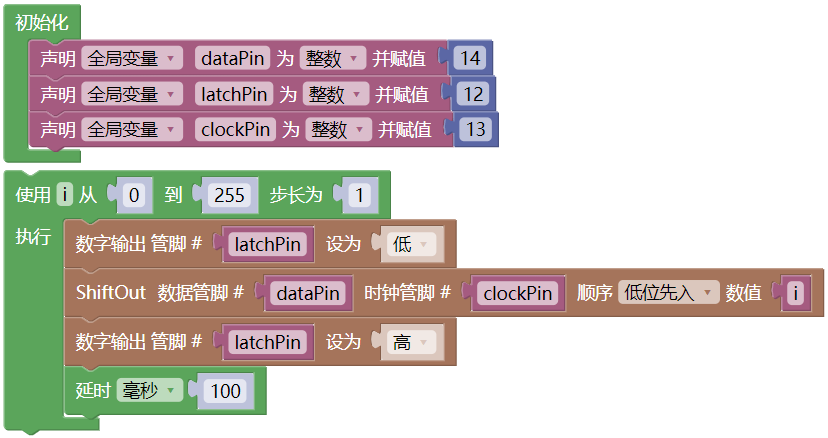 初始化
声明 全局变量 dataPin 为 整数 并赋值 14
声明 全局变量 latchPin 为 整数 并赋值 12
声明 全局变量 clockPin 为 整数 并赋值 13
使用 i 从 0 到 255 步长为 1
执行
数字输出 管脚 # latchPin 设为 低
ShiftOut 数据管脚 # dataPin 时钟管脚 # clockPin 顺序 低位先入 数值 i
数字输出 管脚 # latchPin 设为 高
延时 毫秒 100